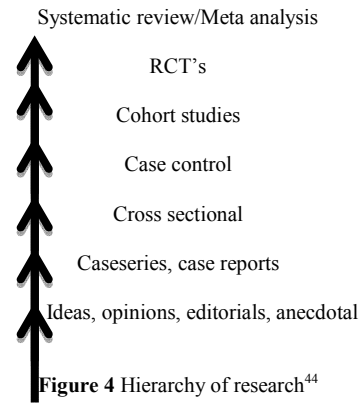 Systematic review/Meta analysis
RCT's
Cohort studies
Case control
Cross sectional
Caseseries, case reports
Ideas, opinions, editorials, anecdotal
Figure 4 Hierarchy of research44